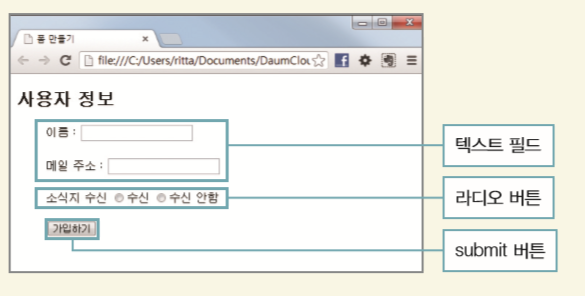 폼 만들기
file:///C:/Users/ritta/Documents/DaumClou
사용자 정보
이름 :
메일 주소 :
소식지 수신 수신 수신 안함
가입하기
텍스트 필드
라디오 버튼
submit 버튼